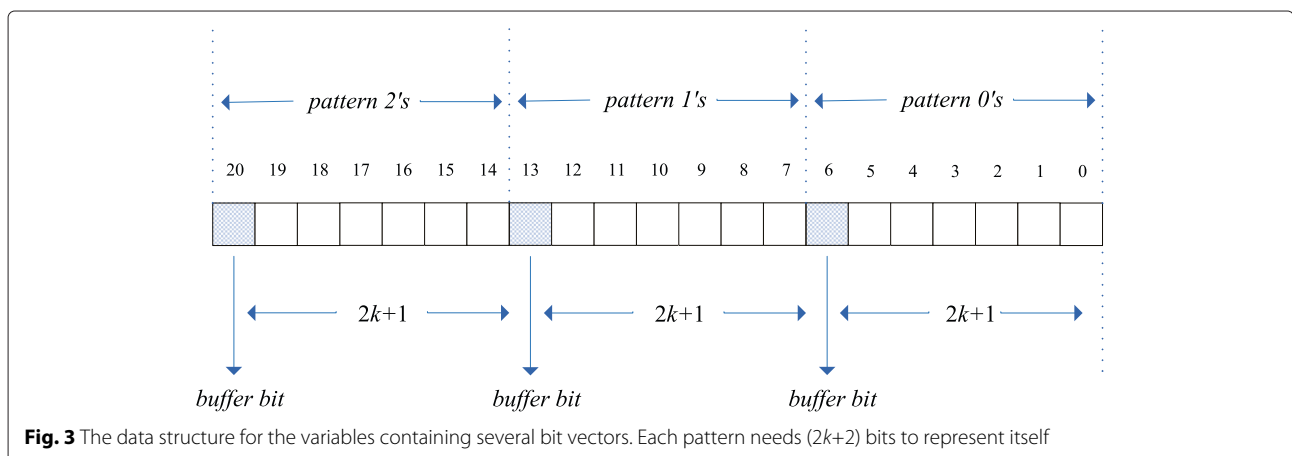 pattern 2's pattern 1's pattern 0's
20 19 18 17 16 15 14 13 12 11 10 9 8 7 6 5 4 3 2 1 0
2k+1 2k+1 2k+1
buffer bit buffer bit buffer bit
Fig. 3 The data structure for the variables containing several bit vectors. Each pattern needs (2k+2) bits to represent itself